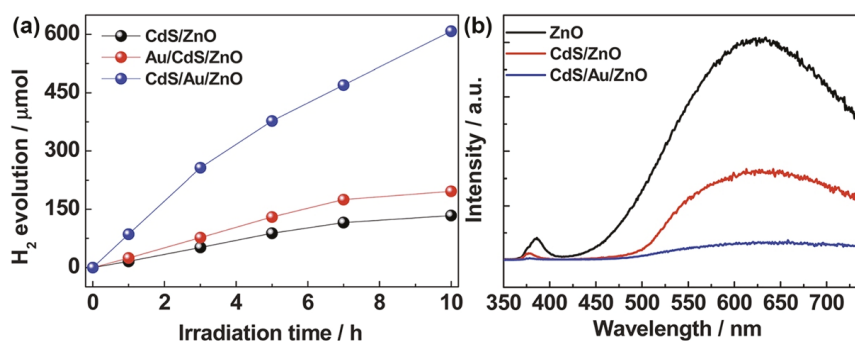 (a)
CdS/ZnO
Au/CdS/ZnO
CdS/Au/ZnO
H2 evolution / μmol
600
450
300
150
0
0 2 4 6 8 10
Irradiation time / h
(b)
ZnO
CdS/ZnO
CdS/Au/ZnO
Intensity / a.u.
350 400 450 500 550 600 650 700
Wavelength / nm